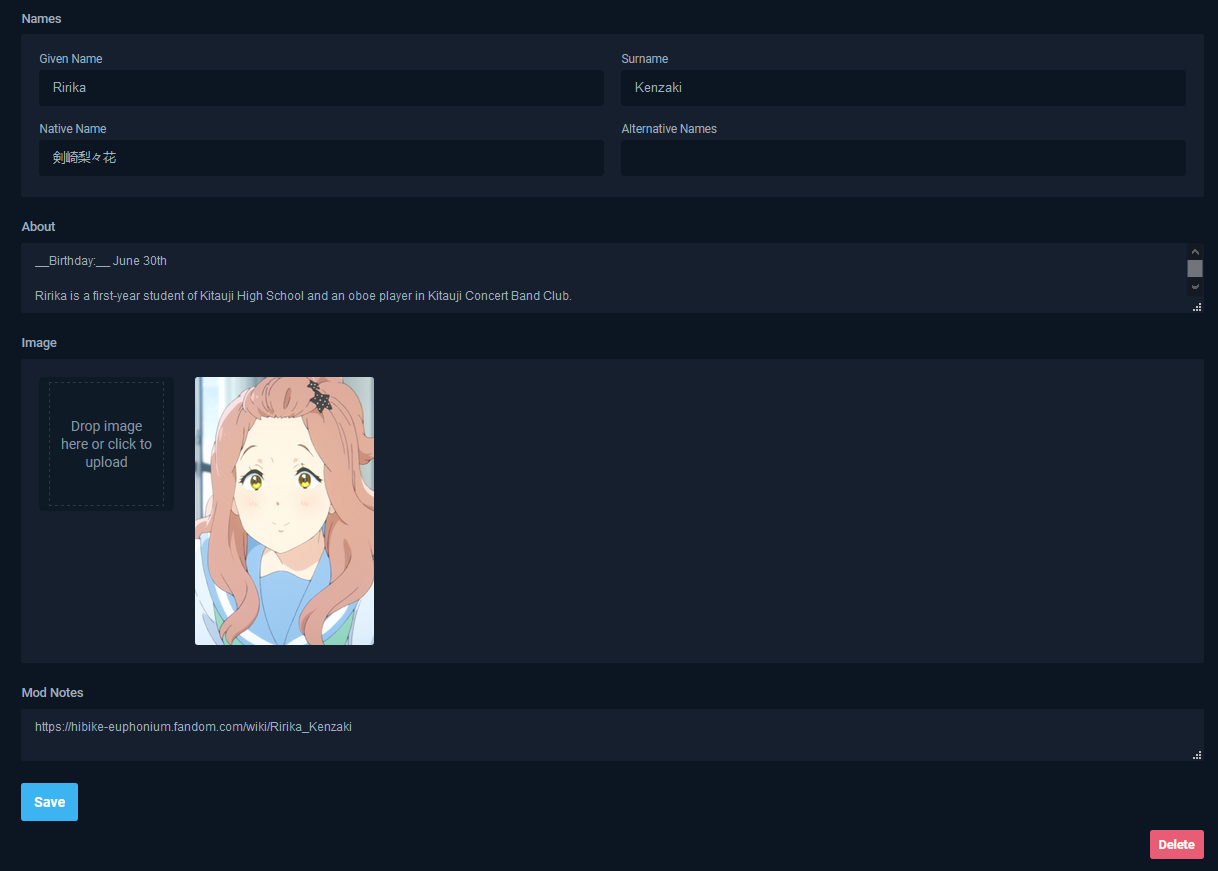 Names
Given Name
Surname
Ririka
Kenzaki
Native Name
Alternative Names
剣崎梨々花
About
__Birthday:__ June 30th
Ririka is a first-year student of Kitauji High School and an oboe player in Kitauji Concert Band Club.
Image
Drop image
here or click to
upload
Mod Notes
https://hibike-euphonium.fandom.com/wiki/Ririka_Kenzaki
Save
Delete